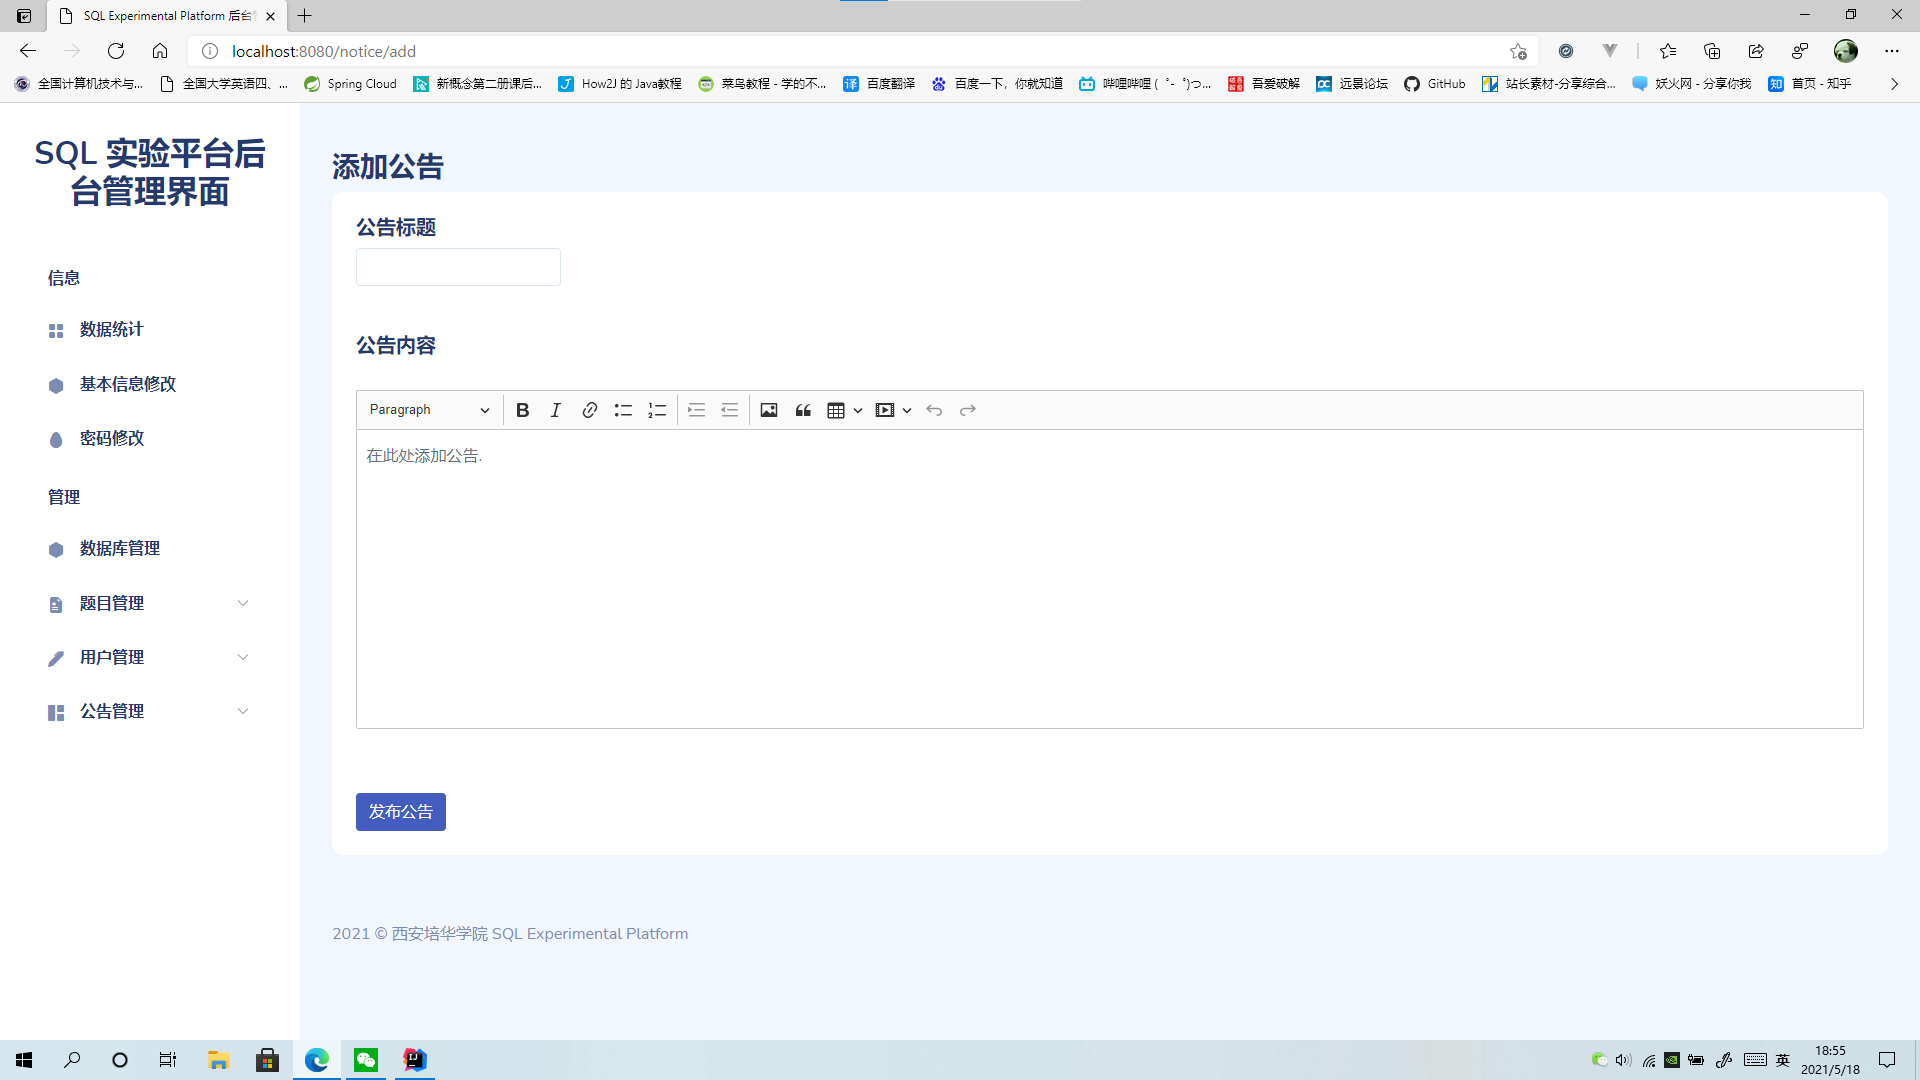 SQL Experimental Platform 后台
localhost:8080/notice/add
全国计算机技术与... 全国大学英语四、... Spring Cloud 新概念第二册课后... How2J 的 Java教程 菜鸟教程 - 学的不... 百度翻译 百度一下，你就知道 哔哩哔哩 ( ゜- ゜)つ... 吾爱破解 远景论坛 GitHub 站长素材-分享综合... 妖火网 - 分享你我 首页 - 知乎
SQL 实验平台后
台管理界面
信息
数据统计
基本信息修改
密码修改
管理
数据库管理
题目管理
用户管理
公告管理
添加公告
公告标题
公告内容
Paragraph
在此处添加公告.
发布公告
2021 © 西安培华学院 SQL Experimental Platform
英
18:55
2021/5/18